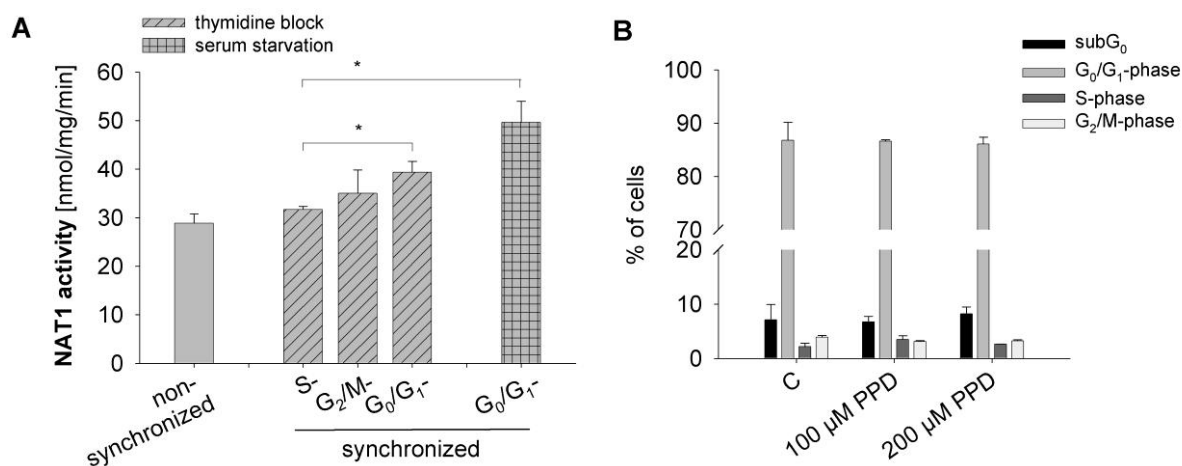 A
thymidine block
serum starvation
NAT1 activity [nmol/mg/min]
60
50
40
30
20
10
0
*
*
non-
synchronized
S-
G2/M-
G0/G1-
G0/G1-
synchronized
B
subG0
G0/G1-phase
S-phase
G2/M-phase
% of cells
100
90
80
70
20
10
0
C
100 µM PPD
200 µM PPD